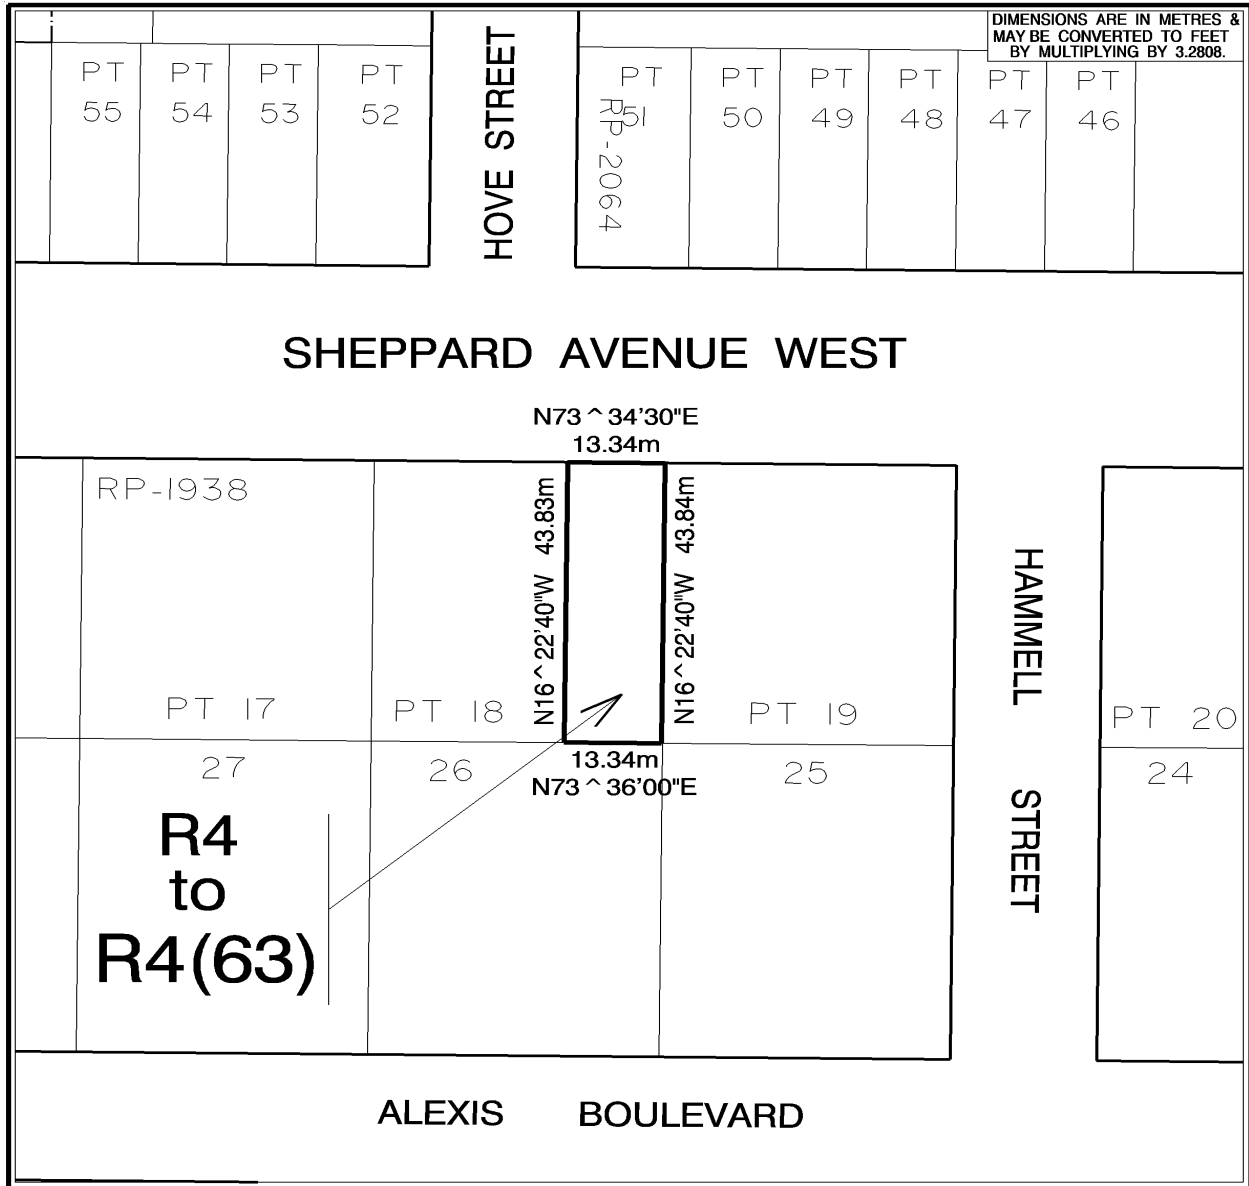 DIMENSIONS ARE IN METRES &
MAY BE CONVERTED TO FEET
BY MULTIPLYING BY 3.2808.
PT 55
PT 54
PT 53
PT 52
HOVE STREET
PT 51
RP-2064
PT 50
PT 49
PT 48
PT 47
PT 46
SHEPPARD AVENUE WEST
N73^34'30"E
13.34m
RP-1938
N16^22'40"W 43.83m
N16^22'40"W 43.84m
HAMMELL STREET
PT 17
PT 18
PT 19
PT 20
13.34m
N73^36'00"E
27
26
25
24
R4
to
R4(63)
ALEXIS BOULEVARD